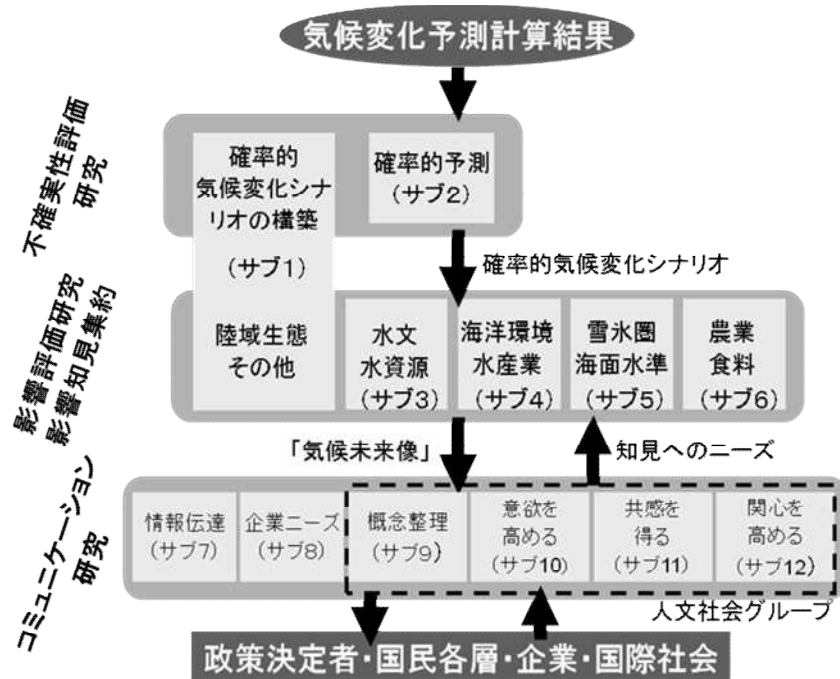 気候変化予測計算結果
不確実性評価
研究
確率的
気候変化シナ
リオの構築
(サブ1)
確率的予測
(サブ2)
確率的気候変化シナリオ
影響評価研究
影響知見集約
陸域生態
その他
水文
水資源
(サブ3)
海洋環境
水産業
(サブ4)
雪氷圏
海面水準
(サブ5)
農業
食料
(サブ6)
「気候未来像」
知見へのニーズ
コミュニケーション
研究
情報伝達
(サブ7)
企業ニーズ
(サブ8)
概念整理
(サブ9)
意欲を
高める
(サブ10)
共感を
得る
(サブ11)
関心を
高める
(サブ12)
人文社会グループ
政策決定者・国民各層・企業・国際社会